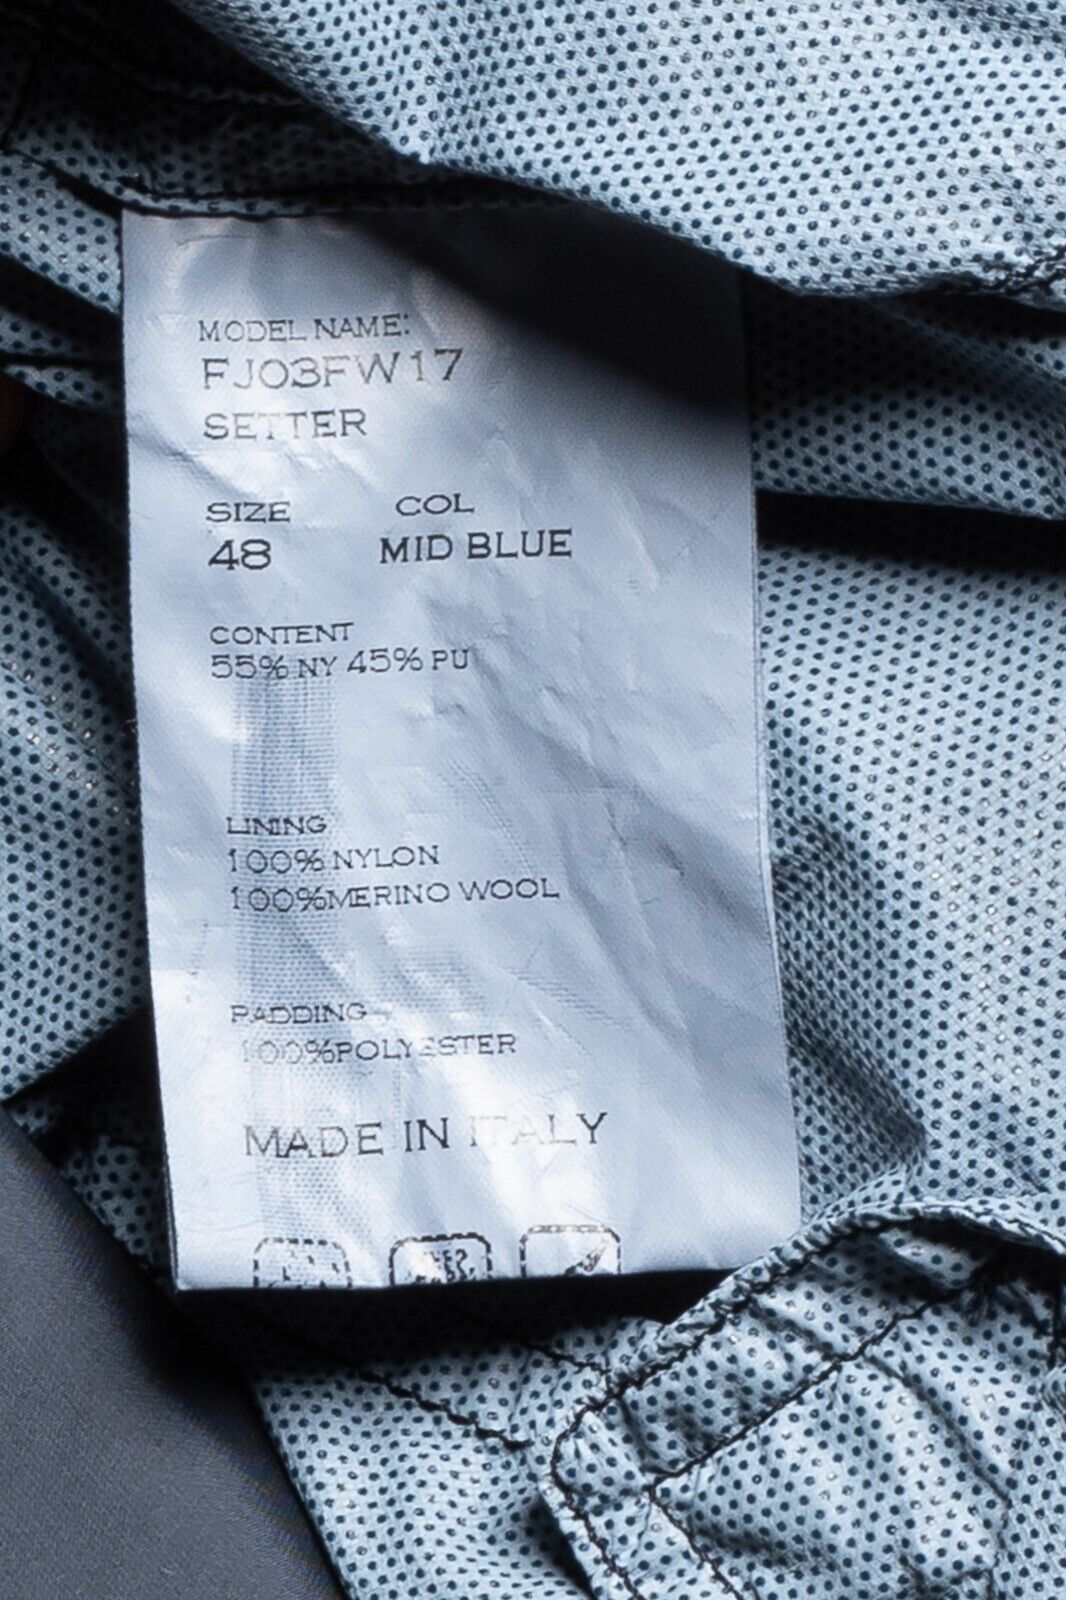 MODEL NAME:
FJ03FW17
SETTER
SIZE COL
48 MID BLUE
CONTENT
55% NY 45% PU
LINING
100% NYLON
100%MERINO WOOL
PADDING
100%POLYESTER
MADE IN ITALY